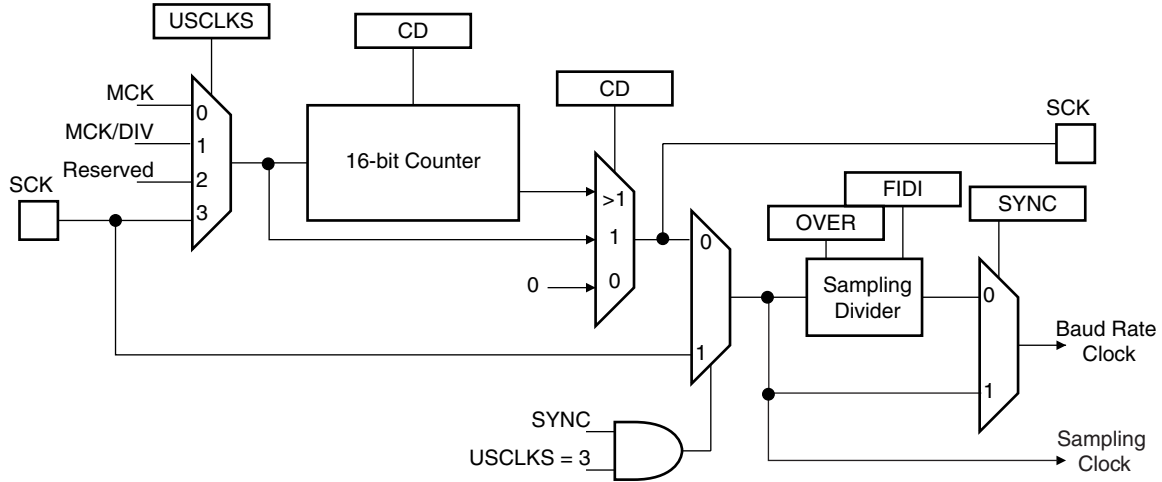 USCLKS
CD
CD
SCK
MCK
0
MCK/DIV
1
16-bit Counter
Reserved
2
SCK
3
>1
1
0
0
FIDI
OVER
SYNC
0
Sampling
Divider
0
Baud Rate
Clock
1
1
SYNC
USCLKS = 3
Sampling
Clock